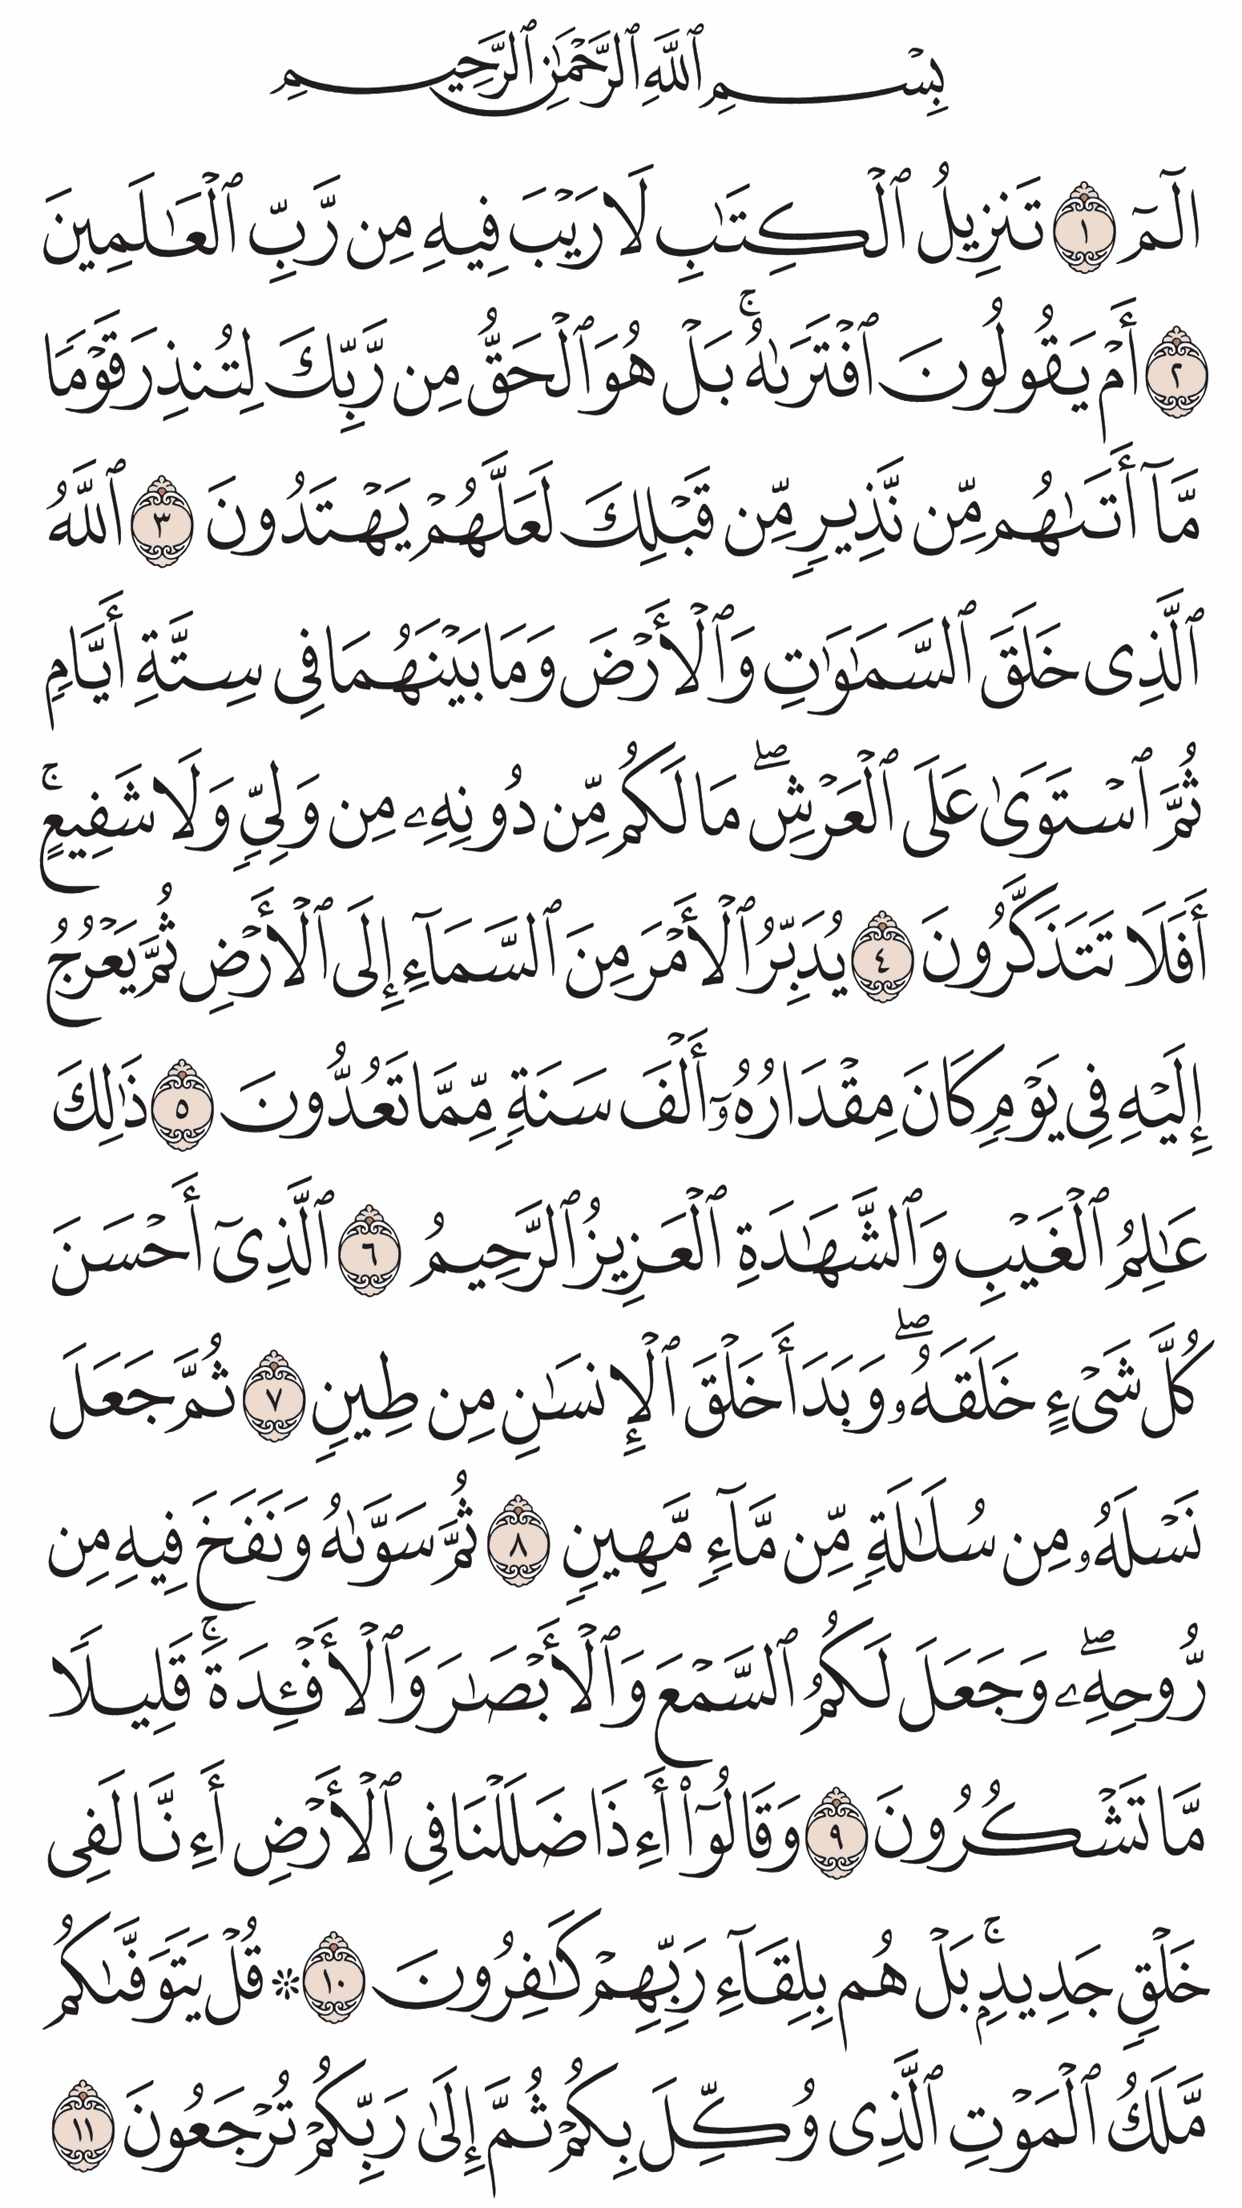 بِسْمِ ٱللَّهِ ٱلرَّحْمَٰنِ ٱلرَّحِيمِ
الٓمٓ ١ تَنزِيلُ ٱلْكِتَٰبِ لَا رَيْبَ فِيهِ مِن رَّبِّ ٱلْعَٰلَمِينَ
٢ أَمْ يَقُولُونَ ٱفْتَرَىٰهُ ۚ بَلْ هُوَ ٱلْحَقُّ مِن رَّبِّكَ لِتُنذِرَ قَوْمًا
مَّآ أَتَىٰهُم مِّن نَّذِيرٍ مِّن قَبْلِكَ لَعَلَّهُمْ يَهْتَدُونَ ٣ ٱللَّهُ
ٱلَّذِى خَلَقَ ٱلسَّمَٰوَٰتِ وَٱلْأَرْضَ وَمَا بَيْنَهُمَا فِى سِتَّةِ أَيَّامٍ
ثُمَّ ٱسْتَوَىٰ عَلَى ٱلْعَرْشِ ۖ مَا لَكُم مِّن دُونِهِۦ مِن وَلِىٍّ وَلَا شَفِيعٍ ۚ
أَفَلَا تَتَذَكَّرُونَ ٤ يُدَبِّرُ ٱلْأَمْرَ مِنَ ٱلسَّمَآءِ إِلَى ٱلْأَرْضِ ثُمَّ يَعْرُجُ
إِلَيْهِ فِى يَوْمٍ كَانَ مِقْدَارُهُۥٓ أَلْفَ سَنَةٍ مِّمَّا تَعُدُّونَ ٥ ذَٰلِكَ
عَٰلِمُ ٱلْغَيْبِ وَٱلشَّهَٰدَةِ ٱلْعَزِيزُ ٱلرَّحِيمُ ٦ ٱلَّذِىٓ أَحْسَنَ
كُلَّ شَىْءٍ خَلَقَهُۥ ۖ وَبَدَأَ خَلْقَ ٱلْإِنسَٰنِ مِن طِينٍ ٧ ثُمَّ جَعَلَ
نَسْلَهُۥ مِن سُلَٰلَةٍ مِّن مَّآءٍ مَّهِينٍ ٨ ثُمَّ سَوَّىٰهُ وَنَفَخَ فِيهِ مِن
رُّوحِهِۦ ۖ وَجَعَلَ لَكُمُ ٱلسَّمْعَ وَٱلْأَبْصَٰرَ وَٱلْأَفْـِٔدَةَ ۚ قَلِيلًا
مَّا تَشْكُرُونَ ٩ وَقَالُوٓا۟ أَءِذَا ضَلَلْنَا فِى ٱلْأَرْضِ أَءِنَّا لَفِى
خَلْقٍ جَدِيدٍۭ ۚ بَلْ هُم بِلِقَآءِ رَبِّهِمْ كَٰفِرُونَ ١٠ ۞ قُلْ يَتَوَفَّىٰكُم
مَّلَكُ ٱلْمَوْتِ ٱلَّذِى وُكِّلَ بِكُمْ ثُمَّ إِلَىٰ رَبِّكُمْ تُرْجَعُونَ ١١